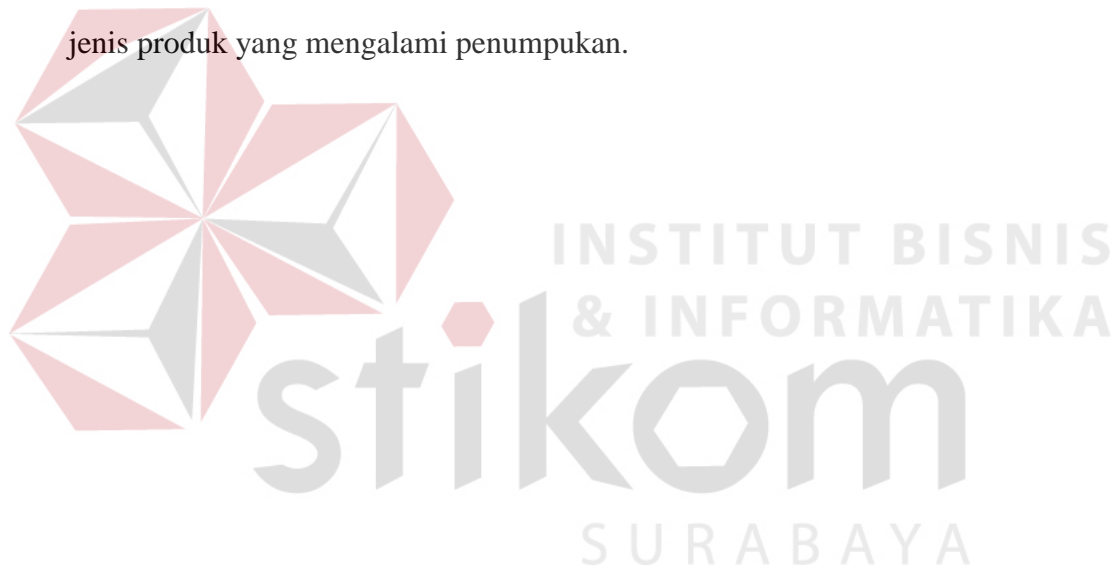 jenis produk yang mengalami penumpukan.
INSTITUT BISNIS
& INFORMATIKA
stikom
SURABAYA